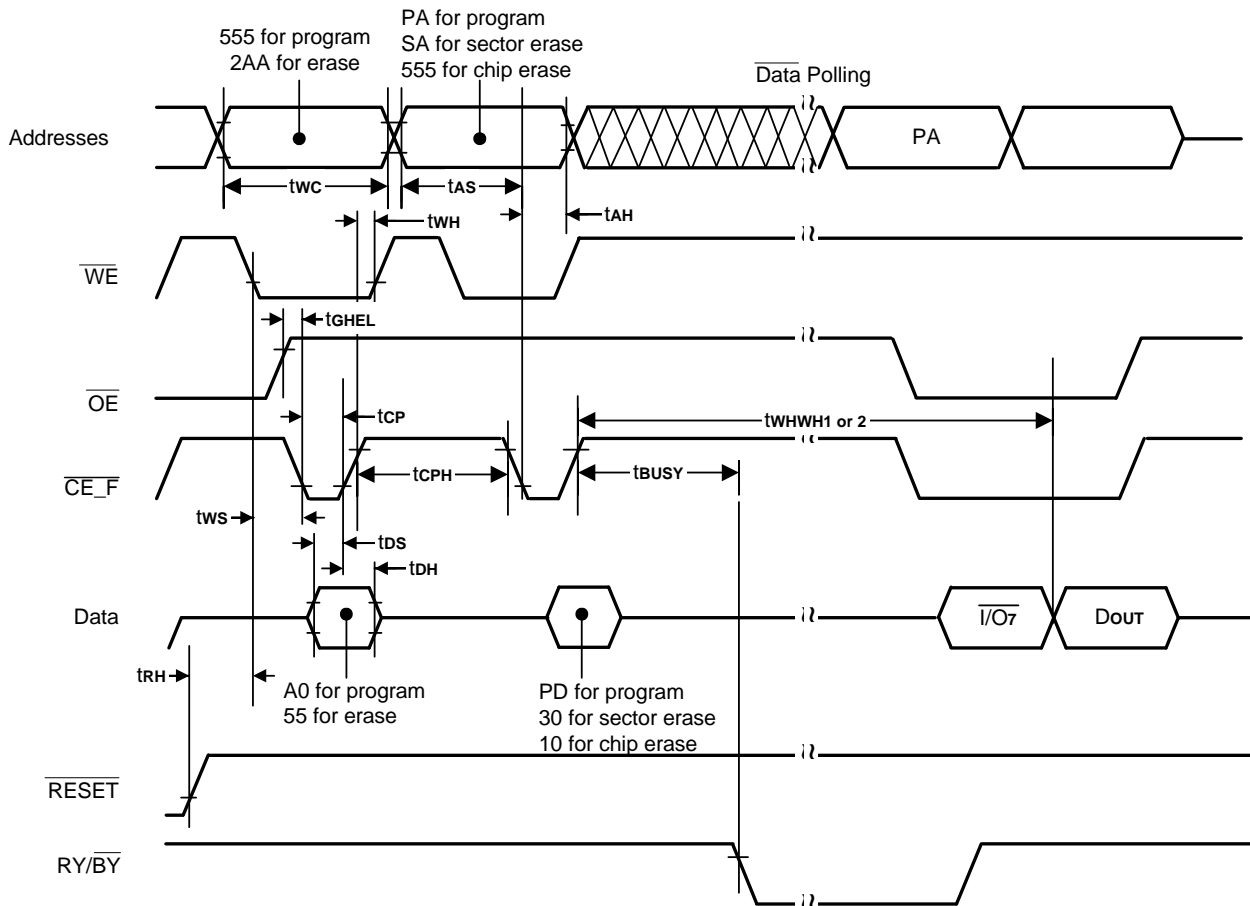 555 for program
2AA for erase
PA for program
SA for sector erase
555 for chip erase
Data Polling
Addresses
PA
tWC
tAS
tWH
tAH
WE
tGHEL
OE
tCP
tWHWH1 or 2
CE_F
tCPH
tBUSY
tWS
tDS
tDH
Data
I/O7
DOUT
tRH
A0 for program
55 for erase
PD for program
30 for sector erase
10 for chip erase
RESET
RY/BY